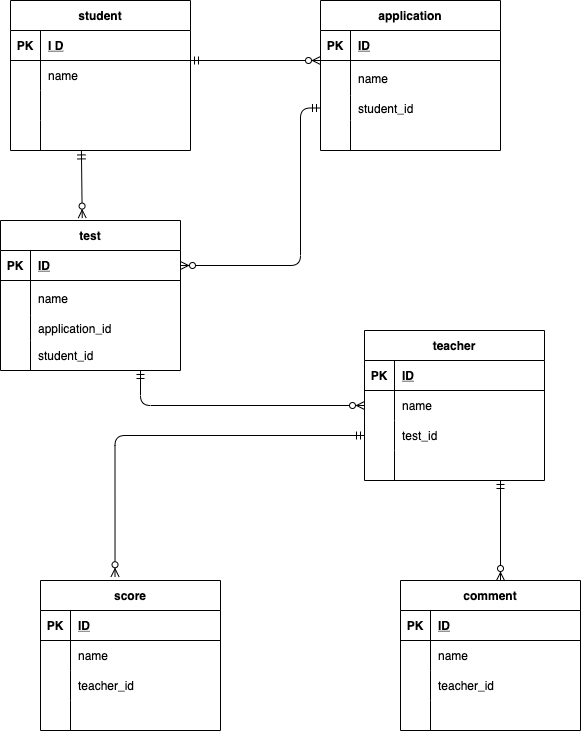 student
PK I D
name
application
PK ID
name
student_id
test
PK ID
name
application_id
student_id
teacher
PK ID
name
test_id
score
PK ID
name
teacher_id
comment
PK ID
name
teacher_id